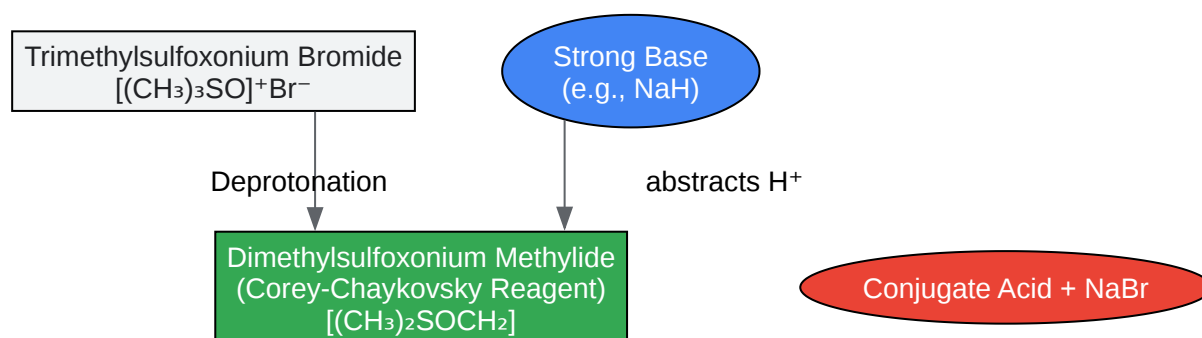 Trimethylsulfoxonium Bromide
[(CH₃)₃SO]⁺Br⁻
Strong Base
(e.g., NaH)
Deprotonation
abstracts H⁺
Dimethylsulfoxonium Methylide
(Corey-Chaykovsky Reagent)
[(CH₃)₂SOCH₂]
Conjugate Acid + NaBr